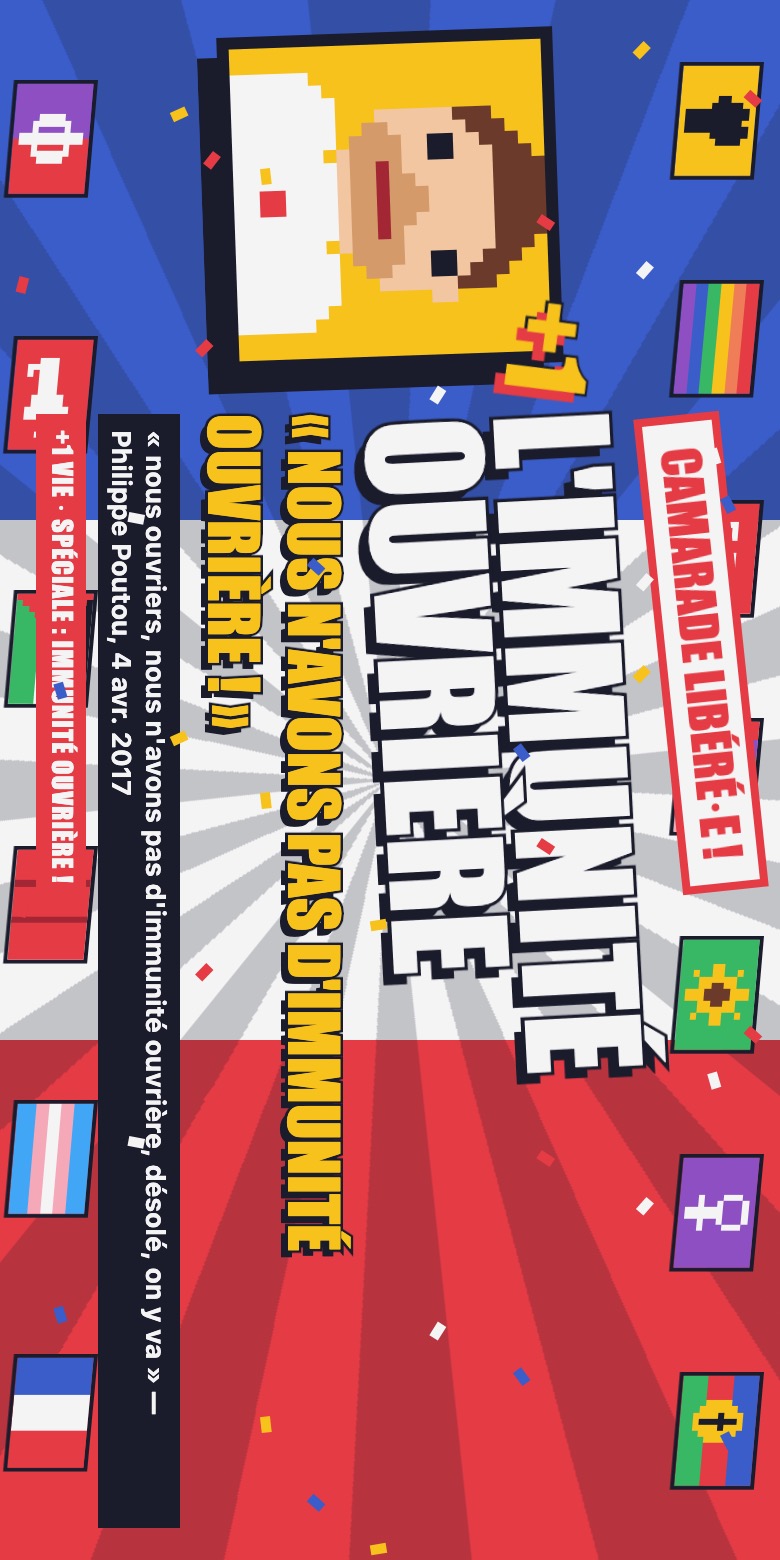 CAMARADE LIBÉRÉ·E !
+1
L'IMMUNITÉ
OUVRIÈRE
« NOUS N'AVONS PAS D'IMMUNITÉ
OUVRIÈRE ! »
« nous ouvriers, nous n'avons pas d'immunité ouvrière, désolé, on y va » —
Philippe Poutou, 4 avr. 2017
+1 VIE · SPÉCIALE : IMMUNITÉ OUVRIÈRE !